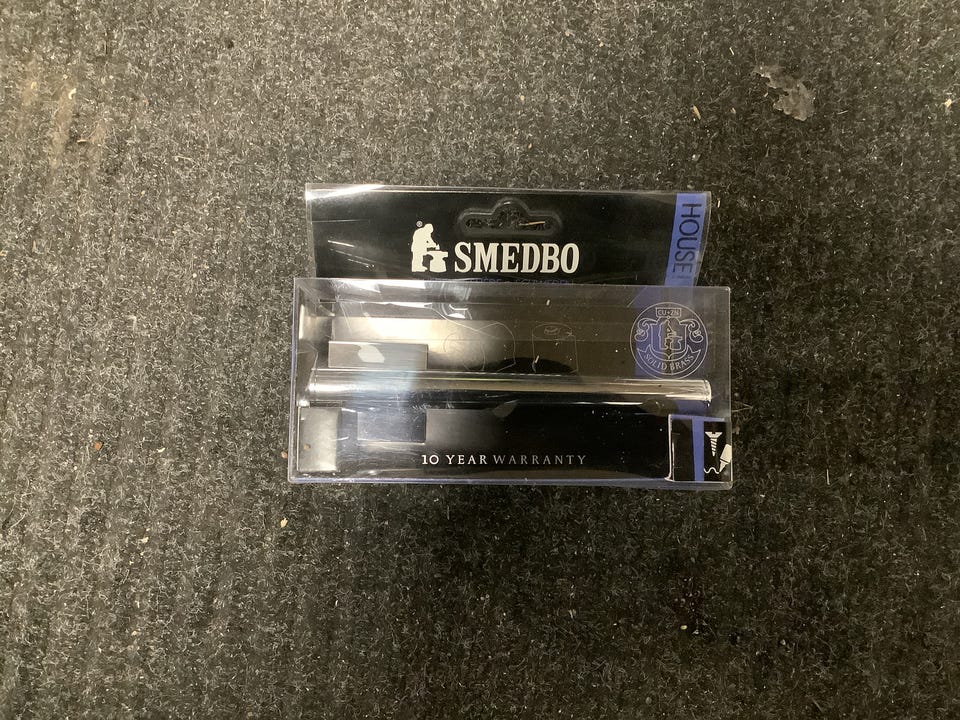 SMEDBO
HOUSE
CU+ZN
SOLID BRASS
10 YEAR WARRANTY